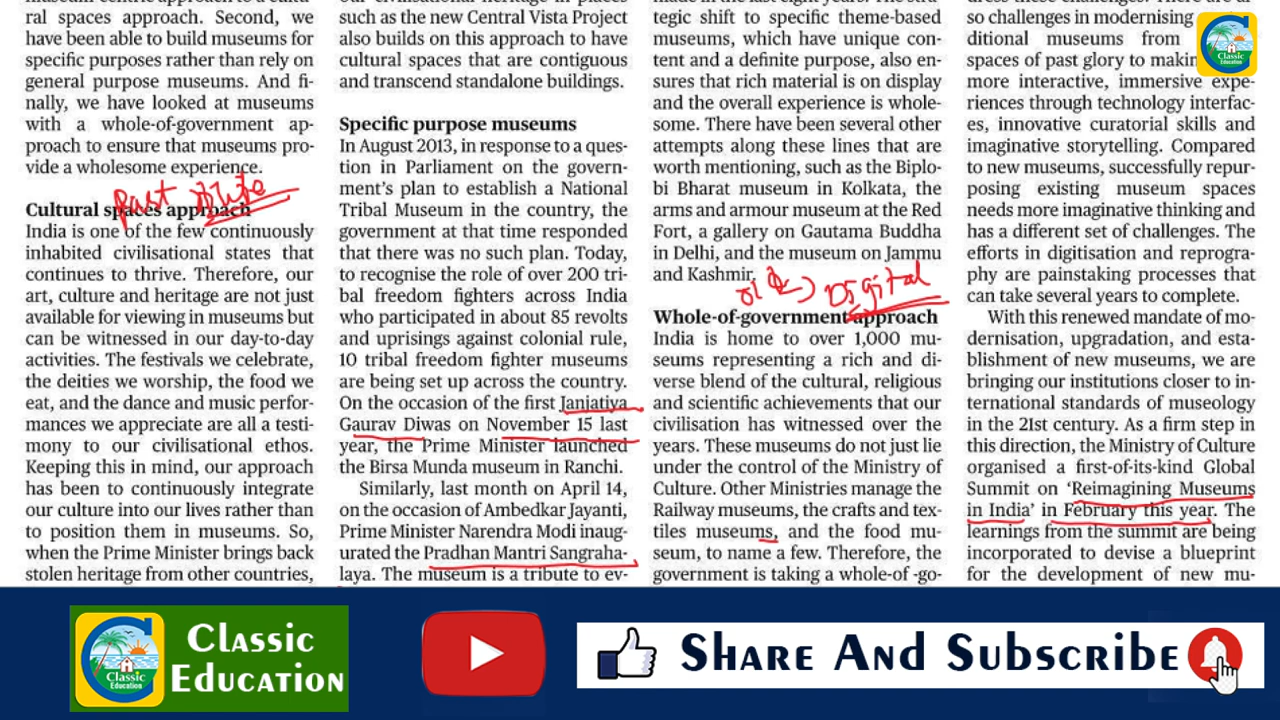 museum-centric approach to a cultu-
ral spaces approach. Second, we
have been able to build museums for
specific purposes rather than rely on
general purpose museums. And fi-
nally, we have looked at museums
with a whole-of-government ap-
proach to ensure that museums pro-
vide a wholesome experience.
Past
Cultural spaces approach
India is one of the few continuously
inhabited civilisational states that
continues to thrive. Therefore, our
art, culture and heritage are not just
available for viewing in museums but
can be witnessed in our day-to-day
activities. The festivals we celebrate,
the deities we worship, the food we
eat, and the dance and music perfor-
mances we appreciate are all a testi-
mony to our civilisational ethos.
Keeping this in mind, our approach
has been to continuously integrate
our culture into our lives rather than
to position them in museums. So,
when the Prime Minister brings back
stolen heritage from other countries,
our civilisational heritage in places
such as the new Central Vista Project
also builds on this approach to have
cultural spaces that are contiguous
and transcend standalone buildings.
Specific purpose museums
In August 2013, in response to a ques-
tion in Parliament on the govern-
ment's plan to establish a National
Tribal Museum in the country, the
government at that time responded
that there was no such plan. Today,
to recognise the role of over 200 tri-
bal freedom fighters across India
who participated in about 85 revolts
and uprisings against colonial rule,
10 tribal freedom fighter museums
are being set up across the country.
On the occasion of the first Janjatiya
Gaurav Diwas on November 15 last
year, the Prime Minister launched
the Birsa Munda museum in Ranchi.
Similarly, last month on April 14,
on the occasion of Ambedkar Jayanti,
Prime Minister Narendra Modi inaug-
urated the Pradhan Mantri Sangraha-
laya. The museum is a tribute to ev-
made in the last eight years. The stra-
tegic shift to specific theme-based
museums, which have unique con-
tent and a definite purpose, also en-
sures that rich material is on display
and the overall experience is whole-
some. There have been several other
attempts along these lines that are
worth mentioning, such as the Biplo-
bi Bharat museum in Kolkata, the
arms and armour museum at the Red
Fort, a gallery on Gautama Buddha
in Delhi, and the museum on Jammu
and Kashmir.
Digital
Whole-of-government approach
India is home to over 1,000 mu-
seums representing a rich and di-
verse blend of the cultural, religious
and scientific achievements that our
civilisation has witnessed over the
years. These museums do not just lie
under the control of the Ministry of
Culture. Other Ministries manage the
Railway museums, the crafts and tex-
tiles museums, and the food mu-
seum, to name a few. Therefore, the
government is taking a whole-of -go-
dress these challenges. There are al-
so challenges in modernising
ditional museums from
spaces of past glory to making
more interactive, immersive expe-
riences through technology interfac-
es, innovative curatorial skills and
imaginative storytelling. Compared
to new museums, successfully repur-
posing existing museum spaces
needs more imaginative thinking and
has a different set of challenges. The
efforts in digitisation and reprogra-
phy are painstaking processes that
can take several years to complete.
With this renewed mandate of mo-
dernisation, upgradation, and esta-
blishment of new museums, we are
bringing our institutions closer to in-
ternational standards of museology
in the 21st century. As a firm step in
this direction, the Ministry of Culture
organised a first-of-its-kind Global
Summit on ‘Reimagining Museums
in India’ in February this year. The
learnings from the summit are being
incorporated to devise a blueprint
for the development of new mu-
Classic
Education
Classic
Education
Classic
Education
Share And Subscribe